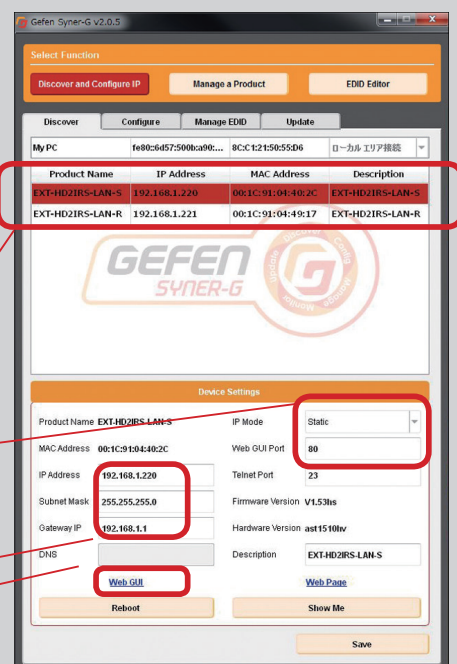 Gefen Syner-G v2.0.5
Select Function
Discover and Configure IP Manage a Product EDID Editor
Discover Configure Manage EDID Update
My PC fe80::6d57:500b:a90:... 8C:C1:21:50:55:D6 ローカル エリア接続
Product Name IP Address MAC Address Description
EXT-HD2IRS-LAN-S 192.168.1.220 00:1C:91:04:40:2C EXT-HD2IRS-LAN-S
EXT-HD2IRS-LAN-R 192.168.1.221 00:1C:91:04:49:17 EXT-HD2IRS-LAN-R
GEFEN
SYNER-G
Update Discover Config Manage Monitor
Device Settings
Product Name EXT-HD2IRS-LAN-S IP Mode Static
MAC Address 00:1C:91:04:40:2C Web GUI Port 80
IP Address 192.168.1.220 Telnet Port 23
Subnet Mask 255.255.255.0 Firmware Version V1.53hs
Gateway IP 192.168.1.1 Hardware Version ast1510hv
DNS Description EXT-HD2IRS-LAN-S
Web GUI Web Page
Reboot Show Me
Save